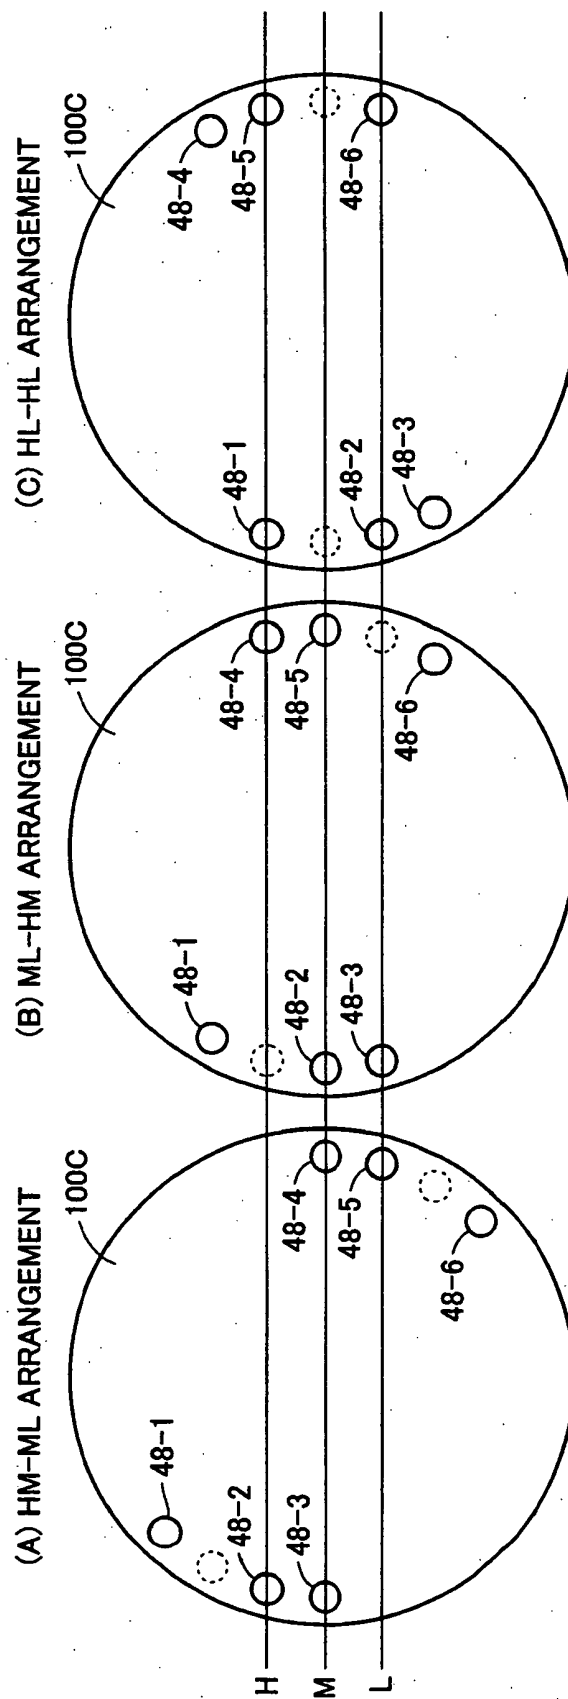 (A) HM-ML ARRANGEMENT
100C
48-1
48-2
48-3
48-4
48-5
48-6
(B) ML-HM ARRANGEMENT
100C
48-1
48-2
48-3
48-4
48-5
48-6
(C) HL-HL ARRANGEMENT
100C
48-1
48-2
48-3
48-4
48-5
48-6
H
M
L